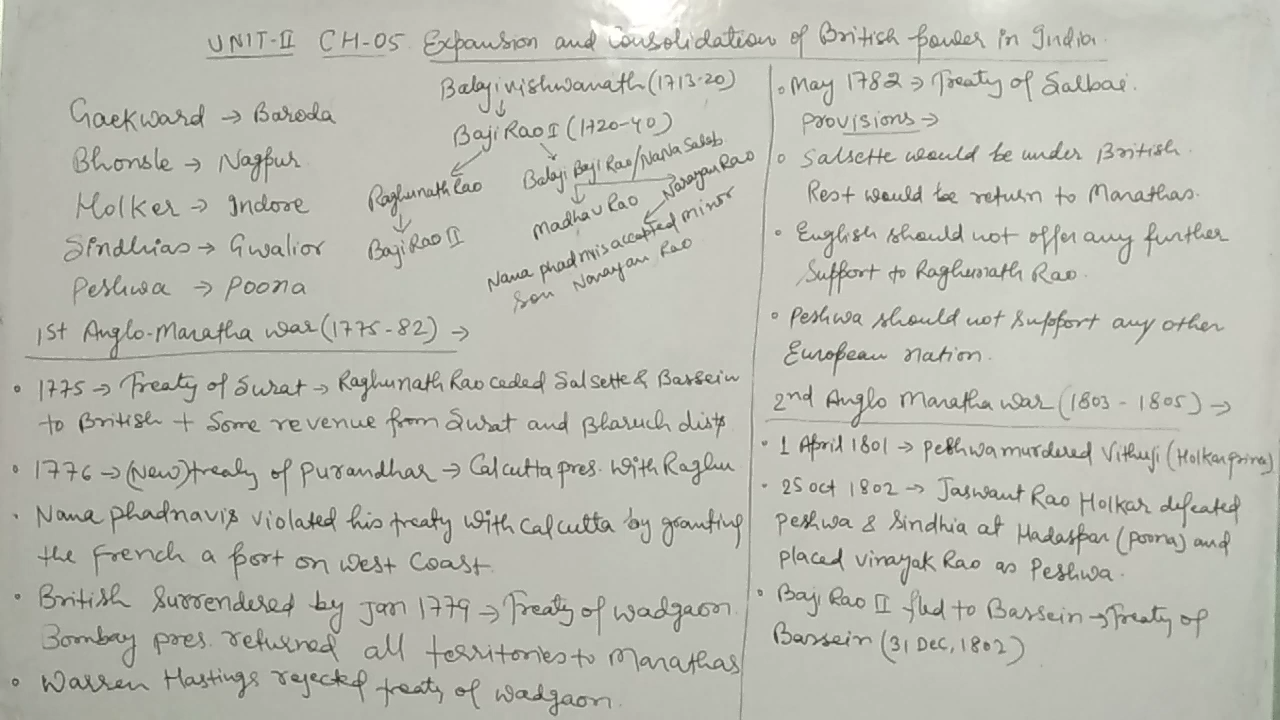 UNIT-II CH-05 Expansion and Consolidation of British power in India.
Gaekward → Baroda
Bhonsle → Nagpur
Holker → Indore
Sindhias → Gwalior
Peshwa → Poona
Balaji vishwanath (1713-20)
Baji Rao I (1720-40)
Raghunath Rao
Baji Rao II
Balaji Baji Rao/Nana Saheb
Madhav Rao
Narayan Rao
Nana phadnvis accepted minor
Son Narayan Rao
1st Anglo-Maratha war (1775-82) →
• 1775 → Treaty of Surat → Raghunath Rao ceded Salsette & Bassein
to British + Some revenue from Surat and Bharuch dists
• 1776 → (New) treaty of Purandhar → Calcutta pres. with Raghu
• Nana phadnavis violated his treaty with Calcutta by granting
the French a port on West Coast.
• British Surrendered by Jan 1779 → Treaty of wadgaon.
Bombay pres. returned all territories to Marathas
• Warren Hastings rejected treaty of wadgaon.
• May 1782 → Treaty of Salbai.
Provisions →
• Salsette would be under British.
Rest would be return to Marathas.
• English should not offer any further
Support to Raghunath Rao.
• Peshwa should not support any other
European nation.
2nd Anglo Maratha war (1803 - 1805) →
• 1 April 1801 → Peshwa murdered Vithuji (Holkar prince)
• 25 oct 1802 → Jaswant Rao Holkar defeated
Peshwa & Sindhia at Hadaspar (Poona) and
placed Vinayak Rao as Peshwa.
• Baji Rao II fled to Bassein → Treaty of
Bassein (31 Dec, 1802)